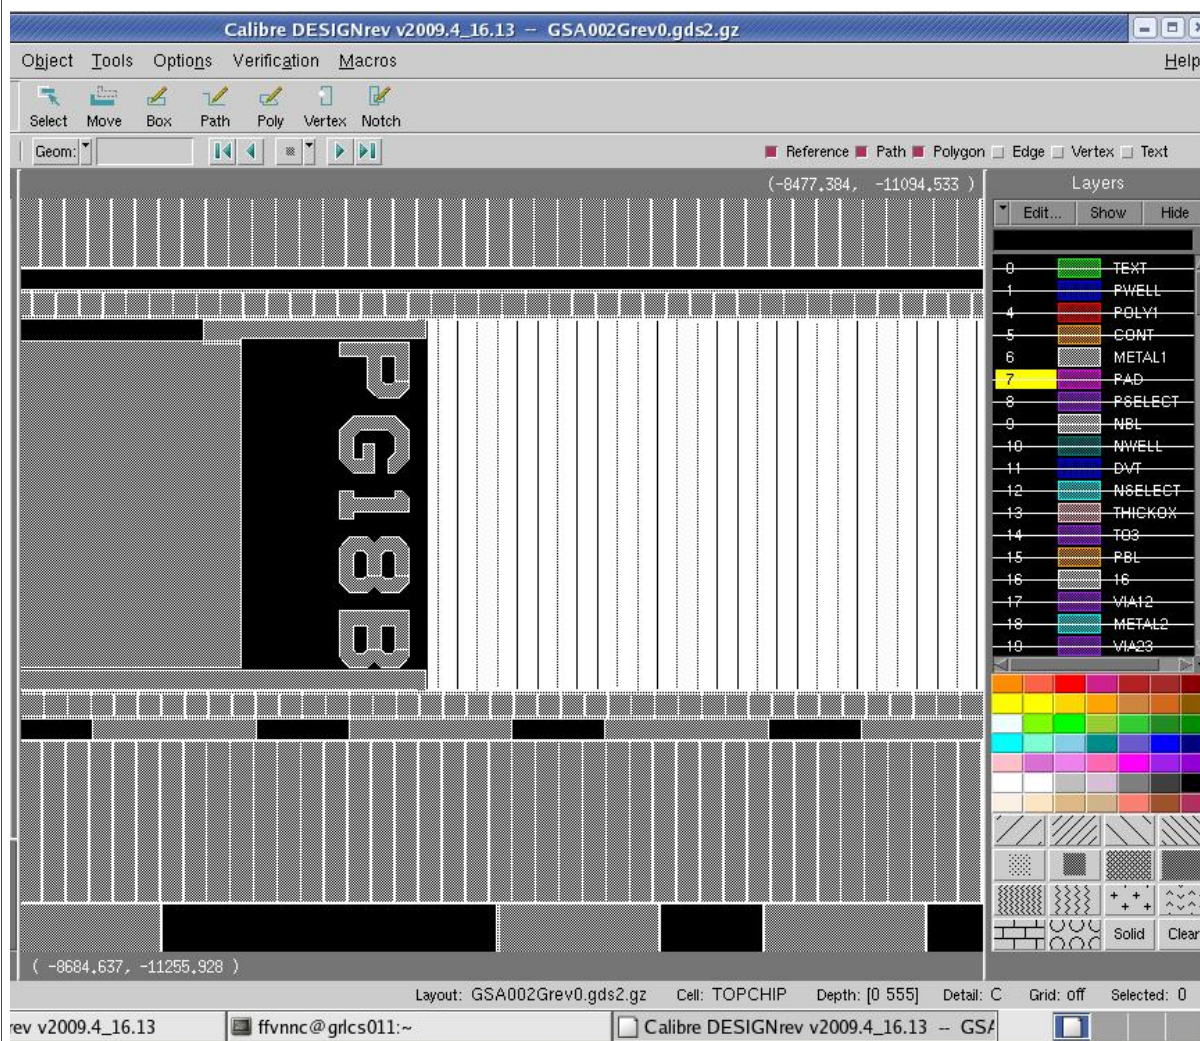 Calibre DESIGNrev v2009.4_16.13 -- GSA002Grev0.gds2.gz
Object Tools Options Verification Macros Help
Select Move Box Path Poly Vertex Notch
Geom: Reference Path Polygon Edge Vertex Text
(-8477.384, -11094.533 ) Layers
Edit... Show Hide
0 TEXT
1 PWELL
4 POLY1
5 CONT
6 METAL1
7 PAD
8 PSELECT
9 NBL
10 NWELL
11 DVT
12 NSELECT
13 THICKOX
14 TO3
15 PBL
16 16
17 VIA12
18 METAL2
19 VIA23
PG18B
Solid Clear
( -8684.637, -11255.928 )
Layout: GSA002Grev0.gds2.gz Cell: TOPCHIP Depth: [0 555] Detail: C Grid: off Selected: 0
rev v2009.4_16.13 ffvnnc@grlcs011:~ Calibre DESIGNrev v2009.4_16.13 -- GSA